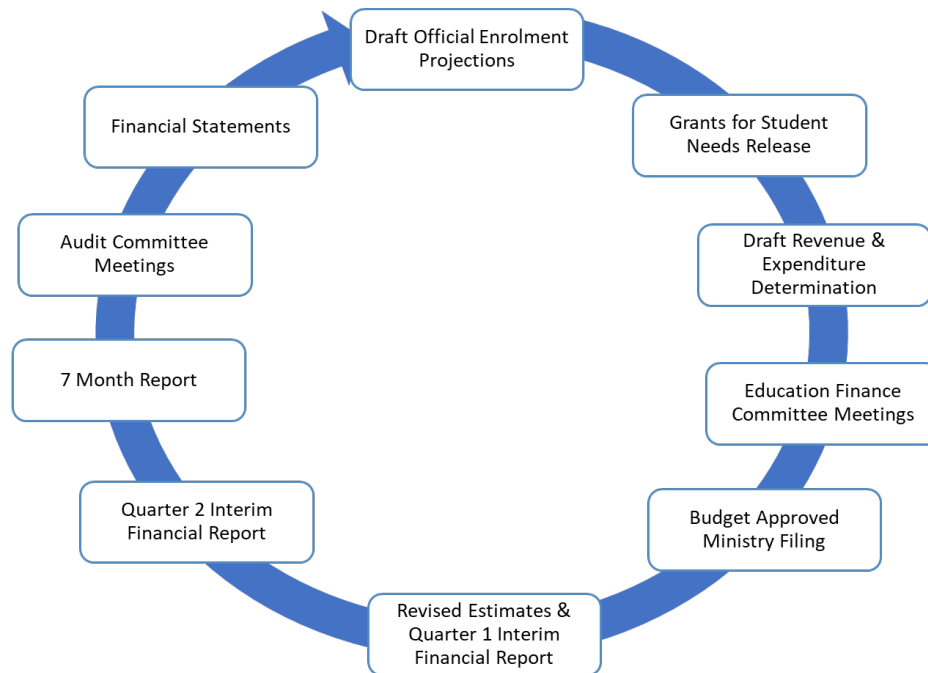 Draft Official Enrolment
Projections
Grants for Student
Needs Release
Draft Revenue &
Expenditure
Determination
Education Finance
Committee Meetings
Budget Approved
Ministry Filing
Revised Estimates &
Quarter 1 Interim
Financial Report
Quarter 2 Interim
Financial Report
7 Month Report
Audit Committee
Meetings
Financial Statements